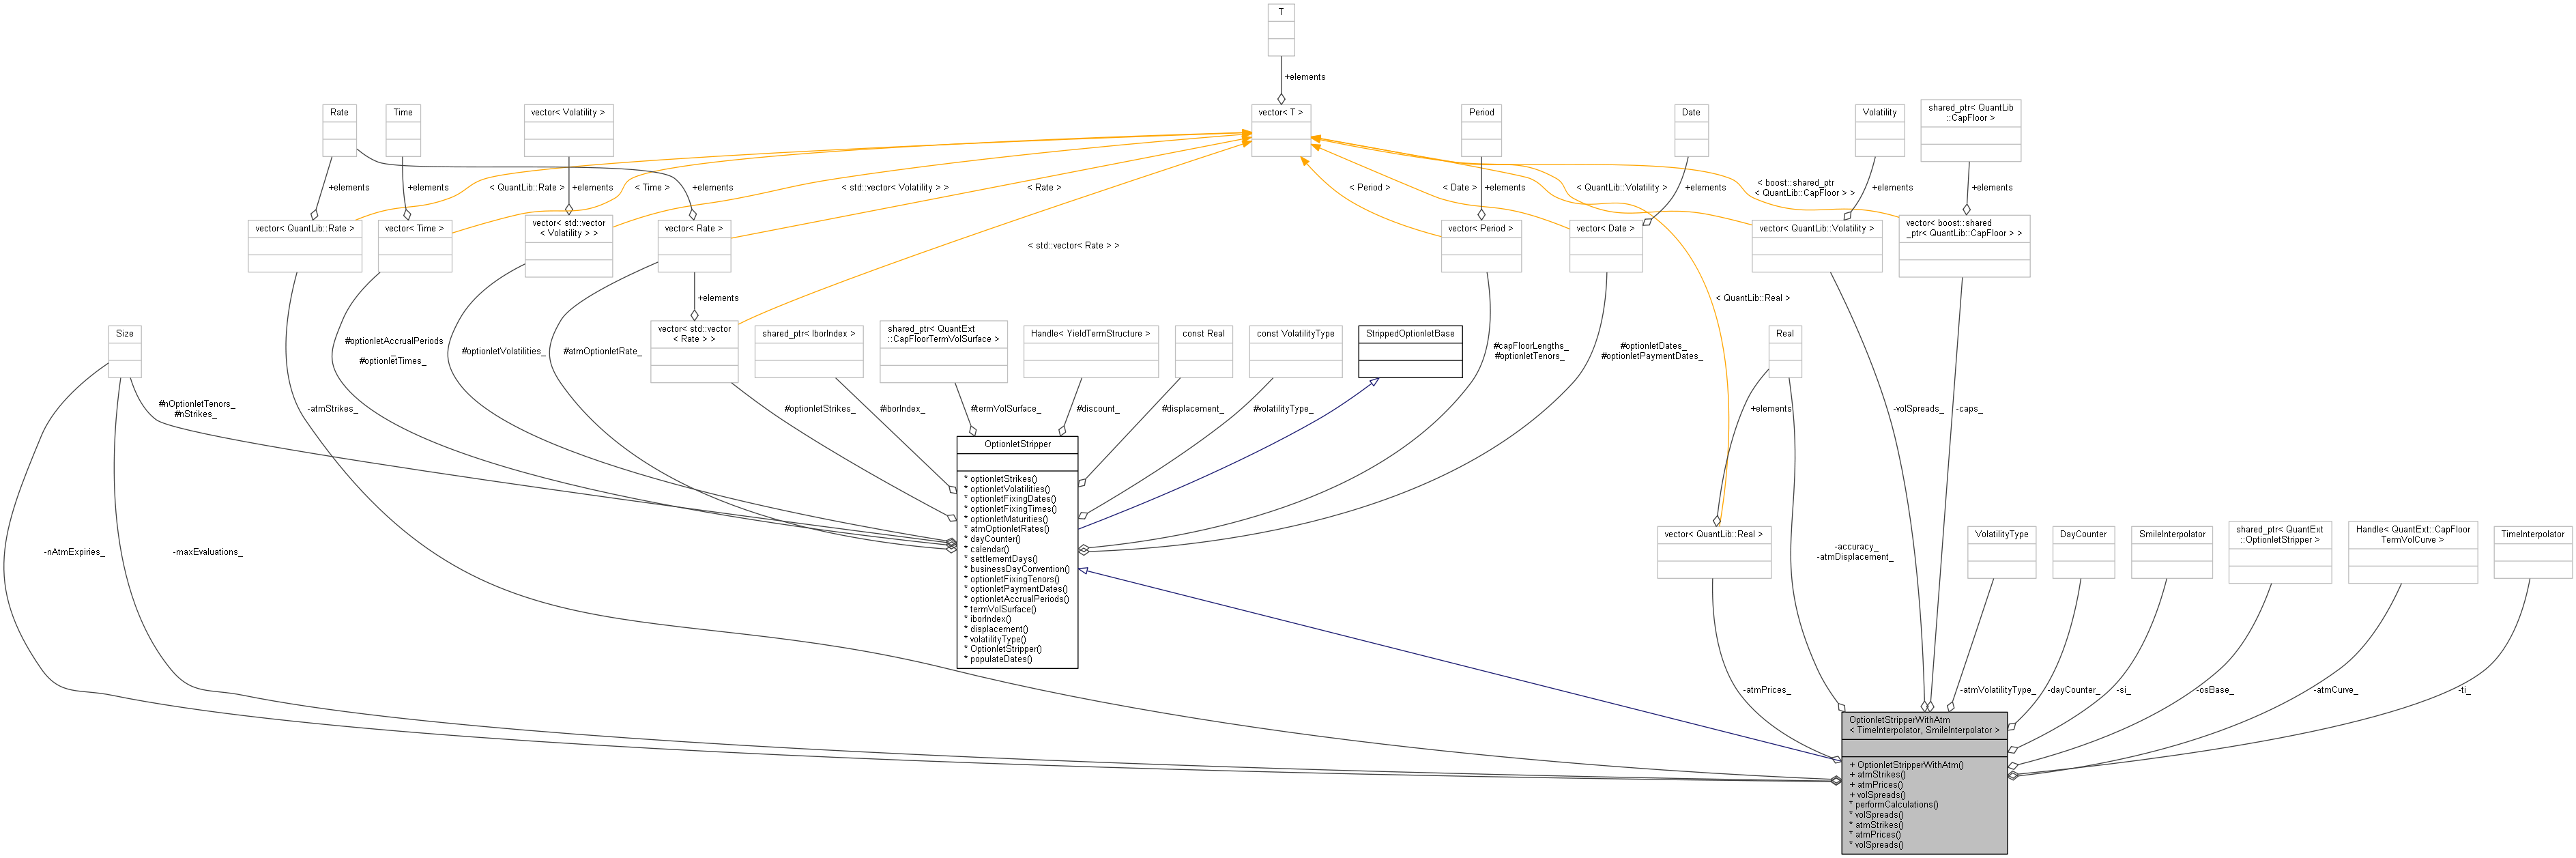 T
+elements
Rate
Time
vector< Volatility >
vector< T >
Period
Date
Volatility
shared_ptr< QuantLib
::CapFloor >
+elements
+elements
< QuantLib::Rate >
+elements
< Time >
+elements
< std::vector< Volatility > >
< Rate >
< Period >
+elements
< Date >
+elements
< QuantLib::Volatility >
< boost::shared_ptr
< QuantLib::CapFloor > >
+elements
+elements
vector< QuantLib::Rate >
vector< Time >
vector< std::vector
< Volatility > >
vector< Rate >
vector< Period >
vector< Date >
vector< QuantLib::Volatility >
vector< boost::shared
_ptr< QuantLib::CapFloor > >
< std::vector< Rate > >
+elements
< QuantLib::Real >
Size
#optionletAccrualPeriods
_
#optionletTimes_
#optionletVolatilities_
#atmOptionletRate_
vector< std::vector
< Rate > >
shared_ptr< IborIndex >
shared_ptr< QuantExt
::CapFloorTermVolSurface >
Handle< YieldTermStructure >
const Real
const VolatilityType
StrippedOptionletBase
#capFloorLengths_
#optionletTenors_
#optionletDates_
#optionletPaymentDates_
Real
#nOptionletTenors_
#nStrikes_
-atmStrikes_
#optionletStrikes_
#iborIndex_
#termVolSurface_
#discount_
#displacement_
#volatilityType_
+elements
-volSpreads_
-caps_
OptionletStripper
* optionletStrikes()
* optionletVolatilities()
* optionletFixingDates()
* optionletFixingTimes()
* optionletMaturities()
* atmOptionletRates()
* dayCounter()
* calendar()
* settlementDays()
* businessDayConvention()
* optionletFixingTenors()
* optionletPaymentDates()
* optionletAccrualPeriods()
* termVolSurface()
* iborIndex()
* displacement()
* volatilityType()
* OptionletStripper()
* populateDates()
-nAtmExpiries_
-maxEvaluations_
vector< QuantLib::Real >
-accuracy_
-atmDisplacement_
VolatilityType
DayCounter
SmileInterpolator
shared_ptr< QuantExt
::OptionletStripper >
Handle< QuantExt::CapFloor
TermVolCurve >
TimeInterpolator
-atmPrices_
-atmVolatilityType_
-dayCounter_
-si_
-osBase_
-atmCurve_
-ti_
OptionletStripperWithAtm
< TimeInterpolator, SmileInterpolator >
+ OptionletStripperWithAtm()
+ atmStrikes()
+ atmPrices()
+ volSpreads()
* performCalculations()
* volSpreads()
* atmStrikes()
* atmPrices()
* volSpreads()